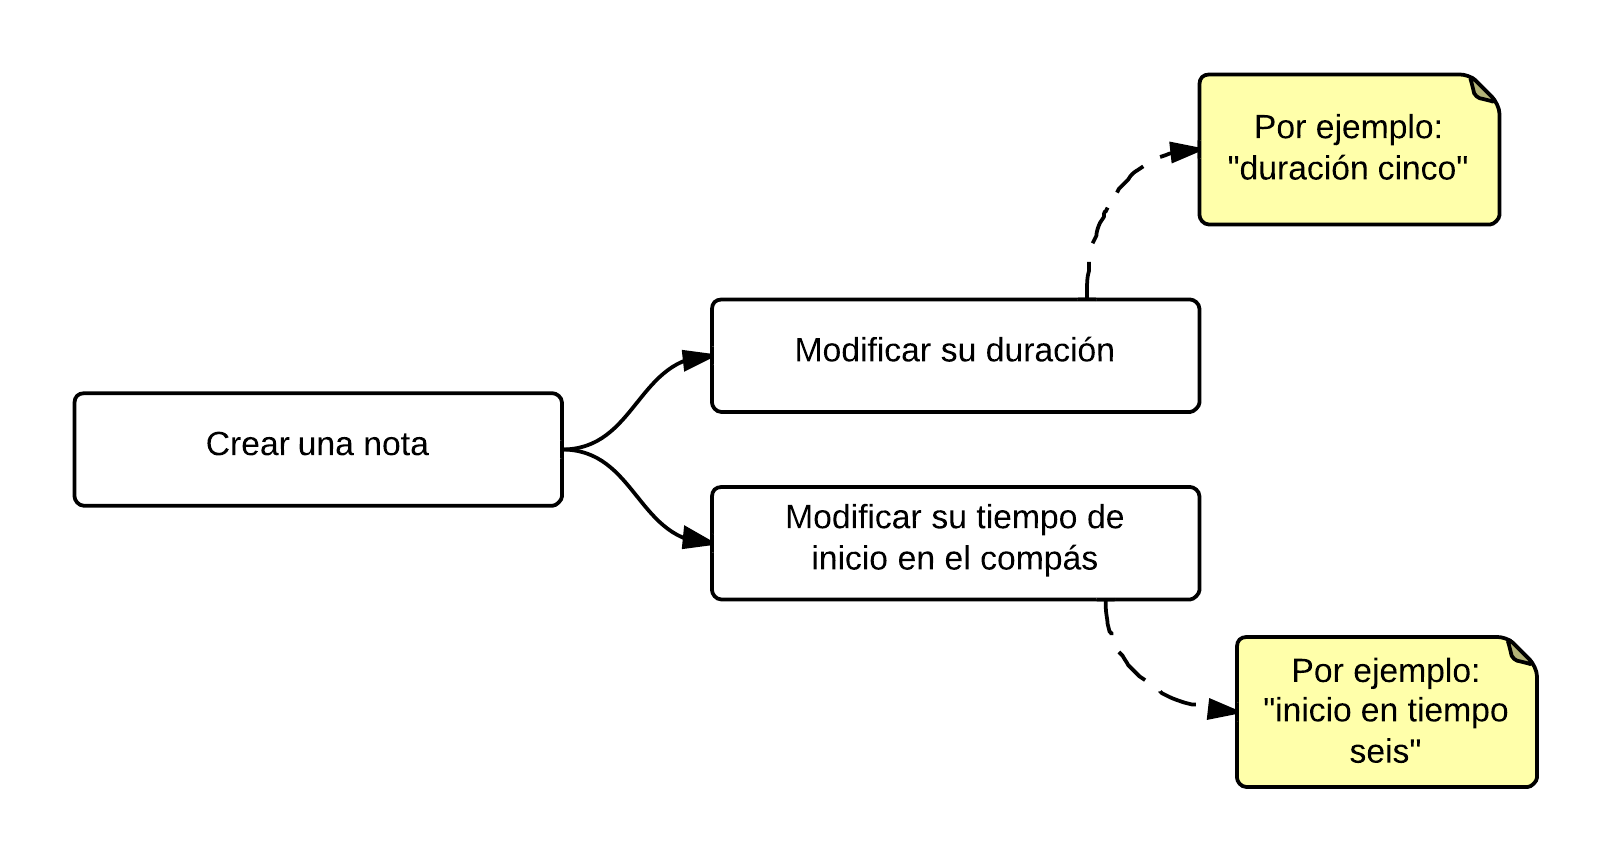 Por ejemplo:
"duración cinco"
Modificar su duración
Crear una nota
Modificar su tiempo de
inicio en el compás
Por ejemplo:
"inicio en tiempo
seis"